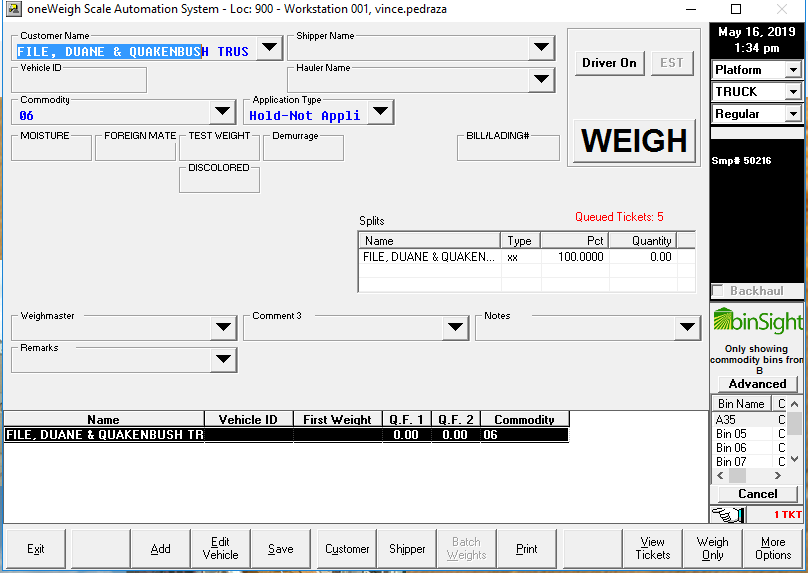 oneWeigh Scale Automation System - Loc: 900 - Workstation 001, vince.pedraza
Customer Name
FILE, DUANE & QUAKENBUSH TRUS
Shipper Name
Vehicle ID
Hauler Name
Commodity
06
Application Type
Hold-Not Appli
Driver On
EST
WEIGH
MOISTURE
FOREIGN MATE
TEST WEIGHT
Demurrage
BILL/LADING#
DISCOLORED
May 16, 2019
1:34 pm
Platform
TRUCK
Regular
Smp# 50216
Backhaul
Splits
Queued Tickets: 5
Name Type Pct Quantity
FILE, DUANE & QUAKEN... xx 100.0000 0.00
Weighmaster
Comment 3
Notes
Remarks
binSight
Only showing
commodity bins from
B
Advanced
Bin Name C
A35 C
Bin 05 C
Bin 06 C
Bin 07 C
Cancel
1 TKT
Name Vehicle ID First Weight Q.F. 1 Q.F. 2 Commodity
FILE, DUANE & QUAKENBUSH TR 0.00 0.00 06
Exit
Add
Edit
Vehicle
Save
Customer
Shipper
Batch
Weights
Print
View
Tickets
Weigh
Only
More
Options